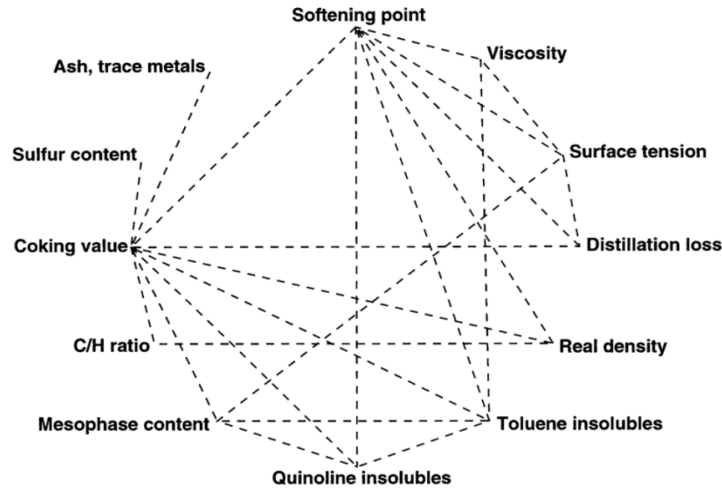 Softening point
Viscosity
Ash, trace metals
Surface tension
Sulfur content
Coking value
Distillation loss
C/H ratio
Real density
Mesophase content
Toluene insolubles
Quinoline insolubles